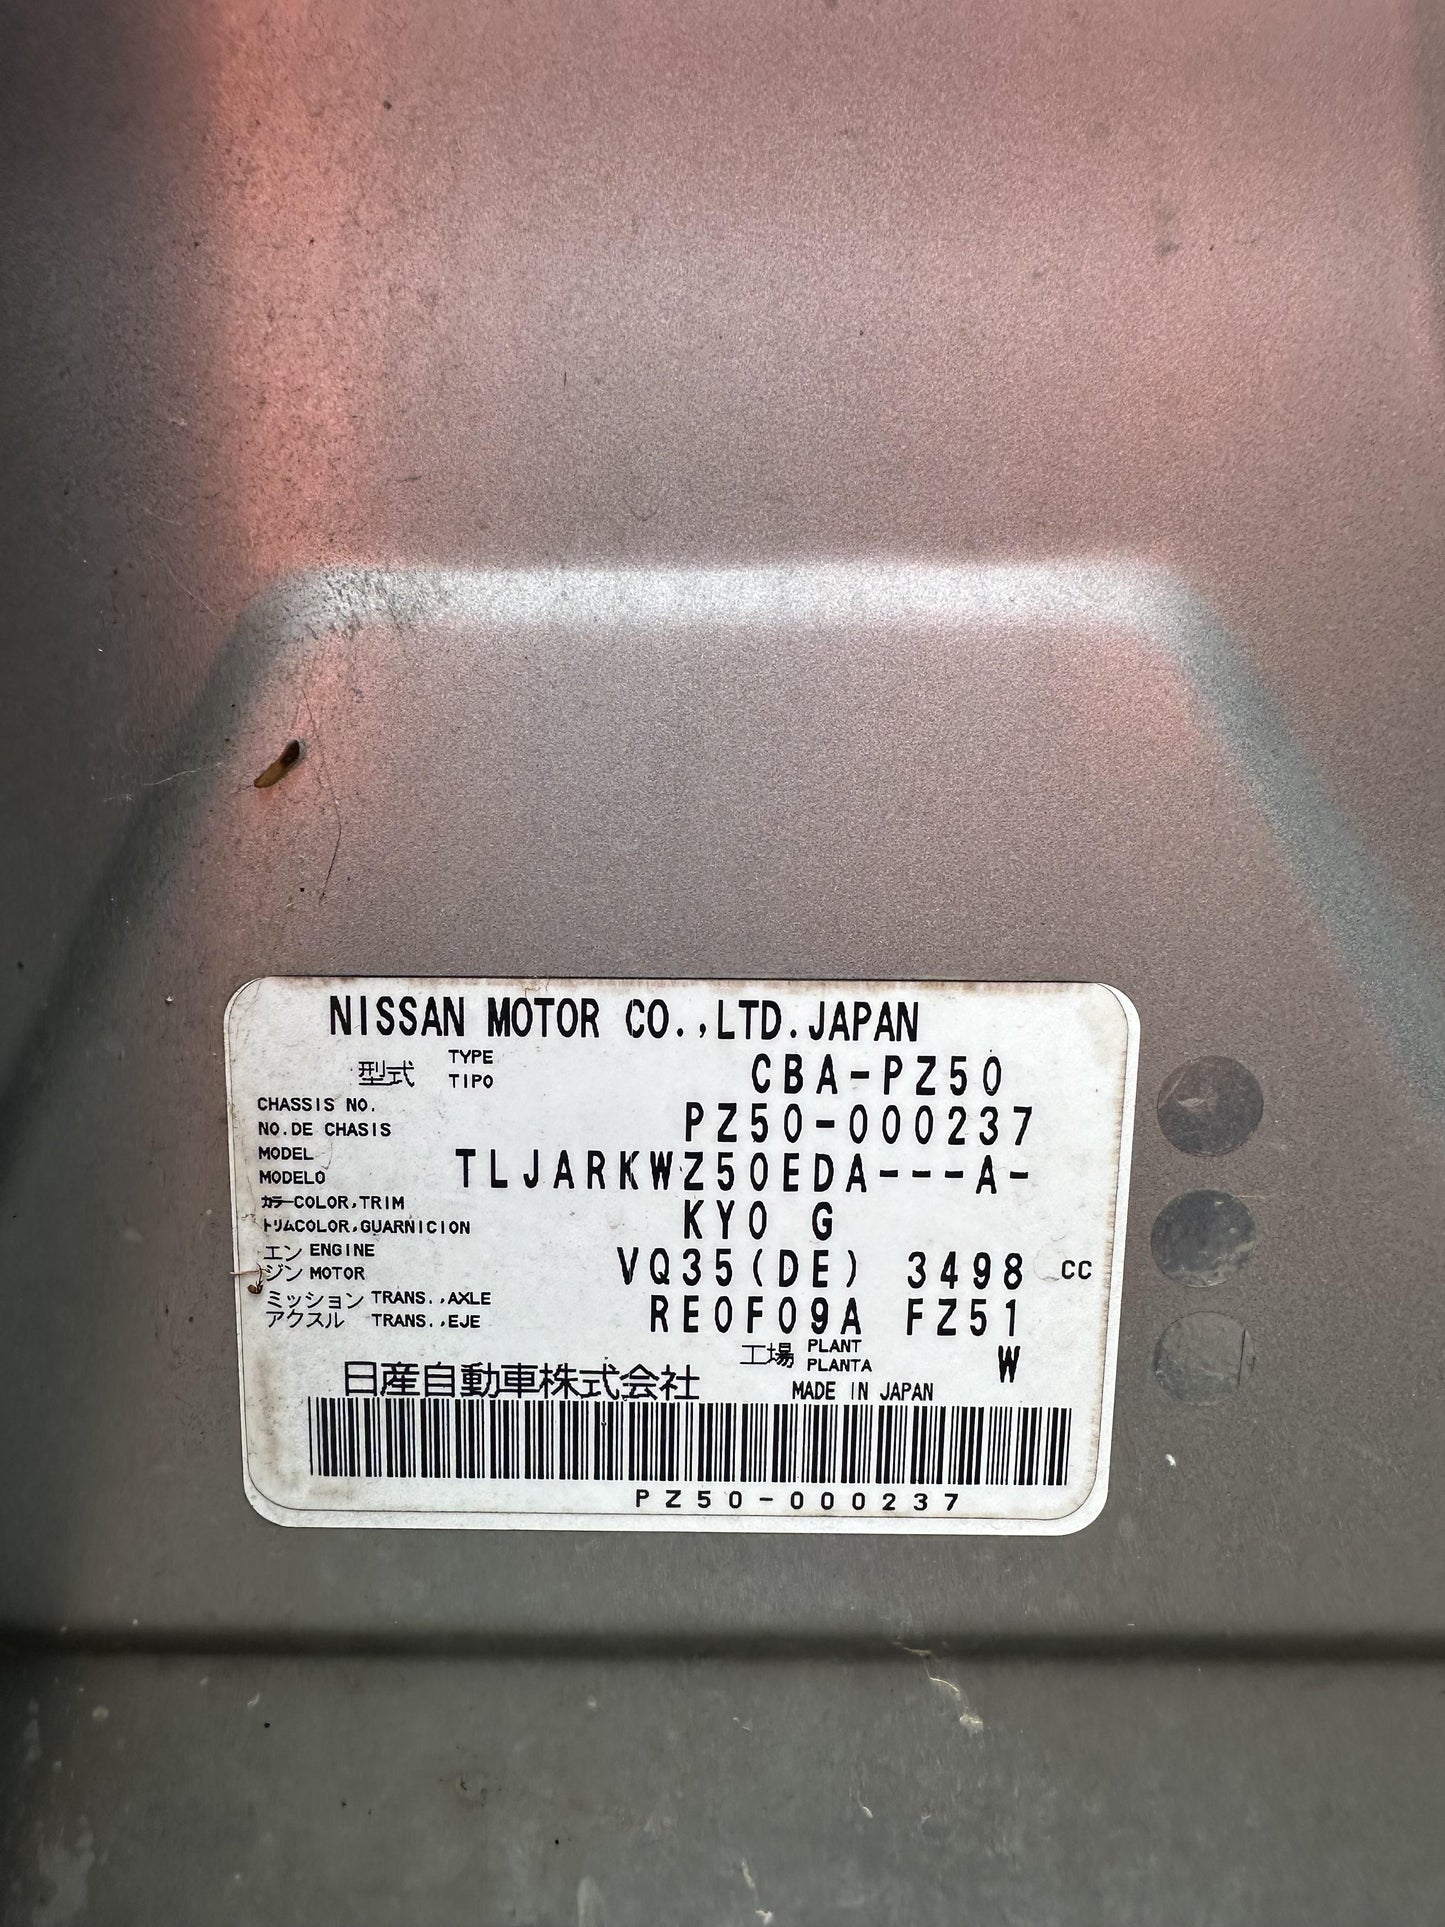 NISSAN MOTOR CO.,LTD.JAPAN
型式 TYPE TIPO CBA-PZ50
CHASSIS NO. NO.DE CHASIS PZ50-000237
MODEL MODELO TLJARKWZ50EDA---A-
カラーCOLOR,TRIM
トリムCOLOR,GUARNICION KY0 G
エンジン ENGINE MOTOR VQ35(DE) 3498 CC
ミッション TRANS.,AXLE
アクスル TRANS.,EJE RE0F09A FZ51
工場 PLANT PLANTA W
日産自動車株式会社 MADE IN JAPAN
PZ50-000237